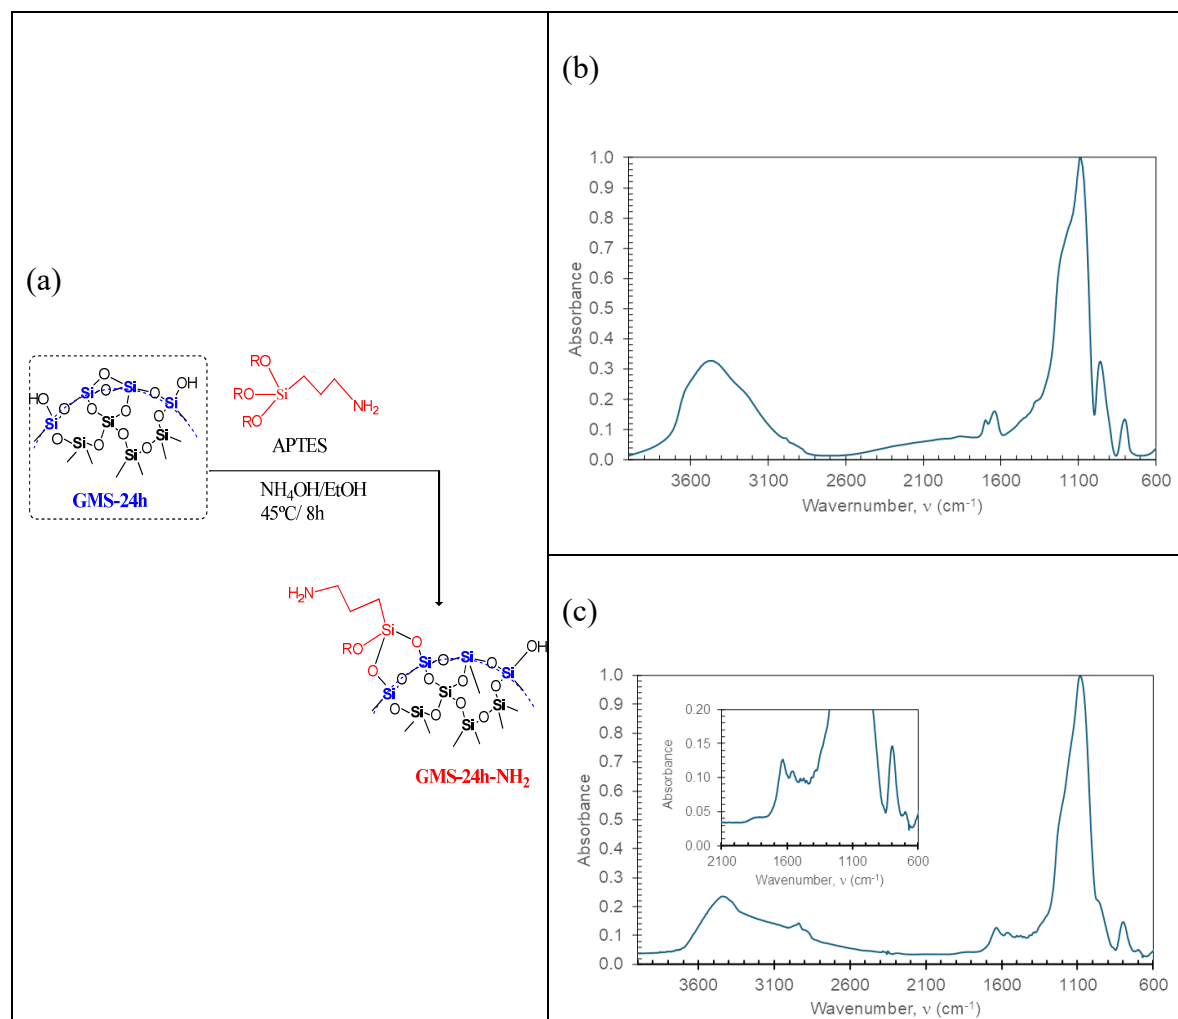 (a)
HO
Si
O
O
Si
O
Si
O
OH
Si
O
O
O
O
Si
O
Si
O
Si
O
Si
GMS-24h
RO
RO
Si
RO
NH2
APTES
NH4OH/EtOH
45ºC/ 8h
H2N
Si
RO
O
O
Si
O
Si
O
OH
Si
O
O
O
Si
O
Si
O
Si
O
Si
O
Si
GMS-24h-NH2
(b)
1.0
0.9
0.8
0.7
0.6
0.5
0.4
0.3
0.2
0.1
0.0
Absorbance
3600 3100 2600 2100 1600 1100 600
Wavernumber, ν (cm-1)
(c)
1.0
0.9
0.8
0.7
0.6
0.5
0.4
0.3
0.2
0.1
0.0
Absorbance
0.20
0.15
0.10
0.05
0.00
Absorbance
2100 1600 1100 600
Wavenumber, ν (cm-1)
3600 3100 2600 2100 1600 1100 600
Wavenumber, ν (cm-1)